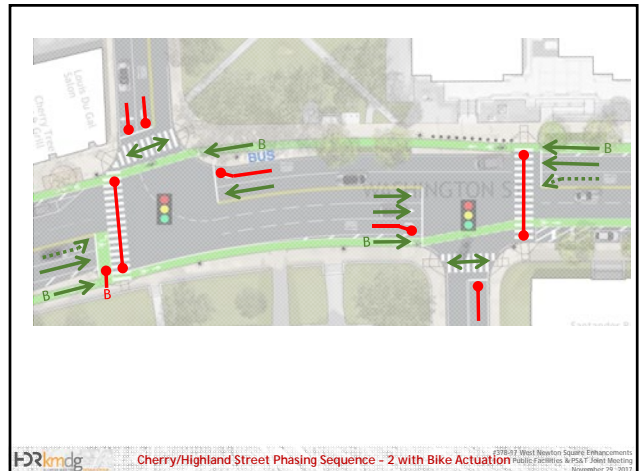 Louis Du Gai
Salon
Cherry Tree
& Grill
B
BUS
B
WASHINGTON S
B
B
B
HDR kmdg
Cherry/Highland Street Phasing Sequence – 2 with Bike Actuation
#378-17 West Newton Square Enhancements
Public Facilities & PS&T Joint Meeting
November 29, 2017